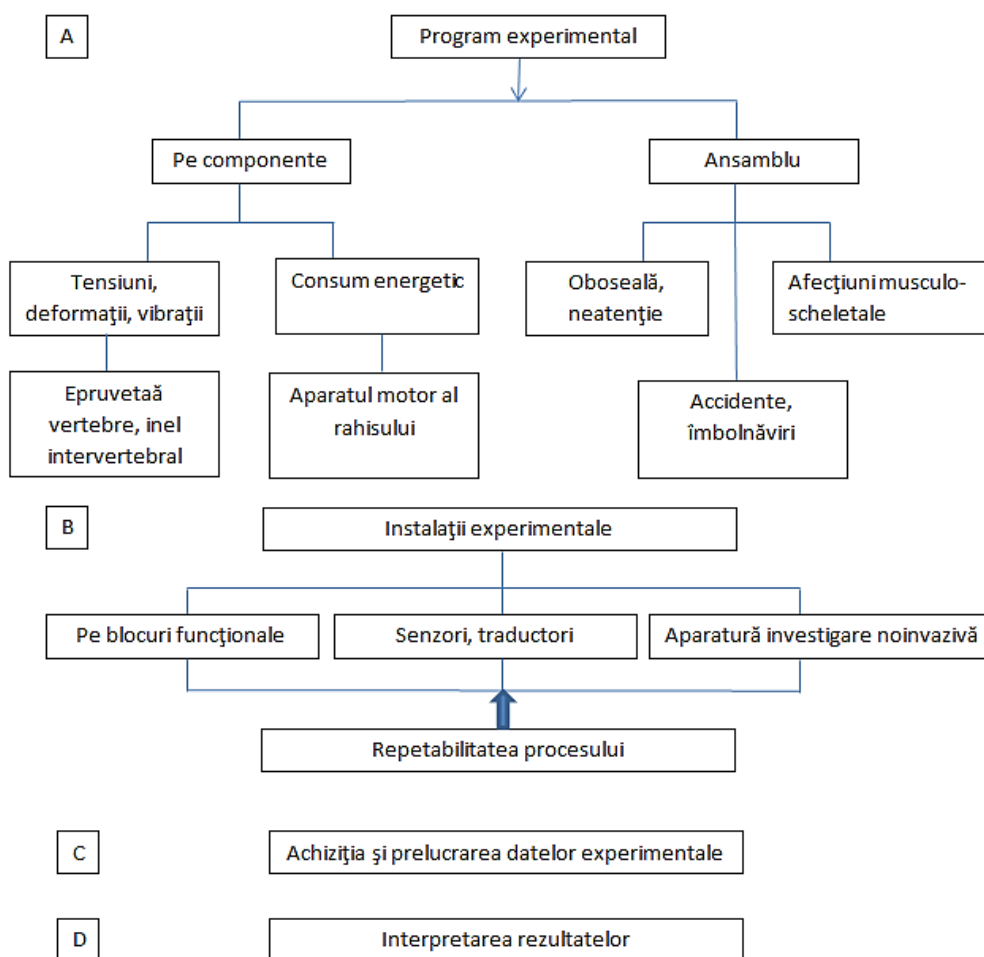 A
Program experimental
Pe componente
Ansamblu
Tensiuni,
deformaţii, vibraţii
Consum energetic
Oboseală,
neatenţie
Afecţiuni musculo-
scheletale
Epruvetaă
vertebre, inel
intervertebral
Aparatul motor al
rahisului
Accidente,
îmbolnăviri
B
Instalaţii experimentale
Pe blocuri funcţionale
Senzori, traductori
Aparatură investigare noinvazivă
Repetabilitatea procesului
C
Achiziţia şi prelucrarea datelor experimentale
D
Interpretarea rezultatelor